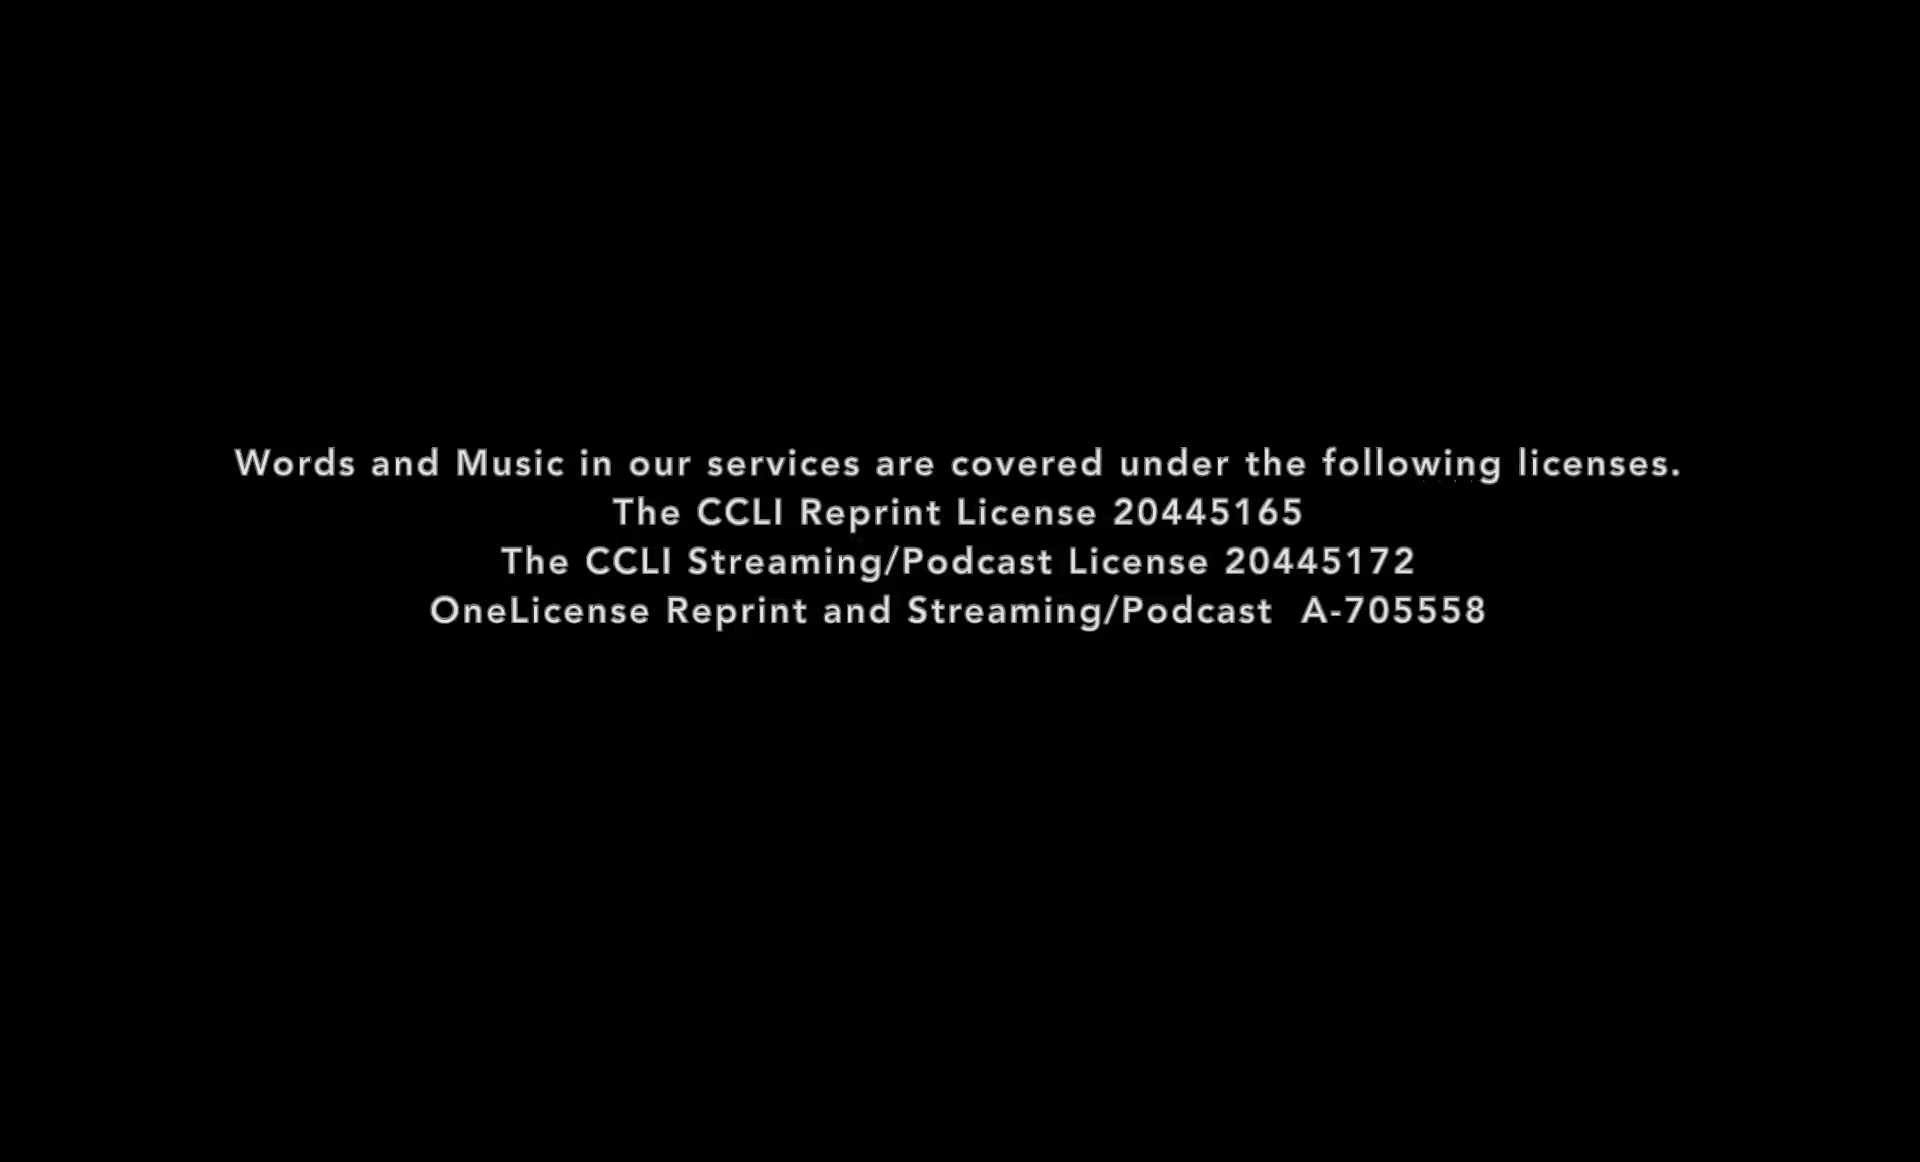 Words and Music in our services are covered under the following licenses.
The CCLI Reprint License 20445165
The CCLI Streaming/Podcast License 20445172
OneLicense Reprint and Streaming/Podcast  A-705558